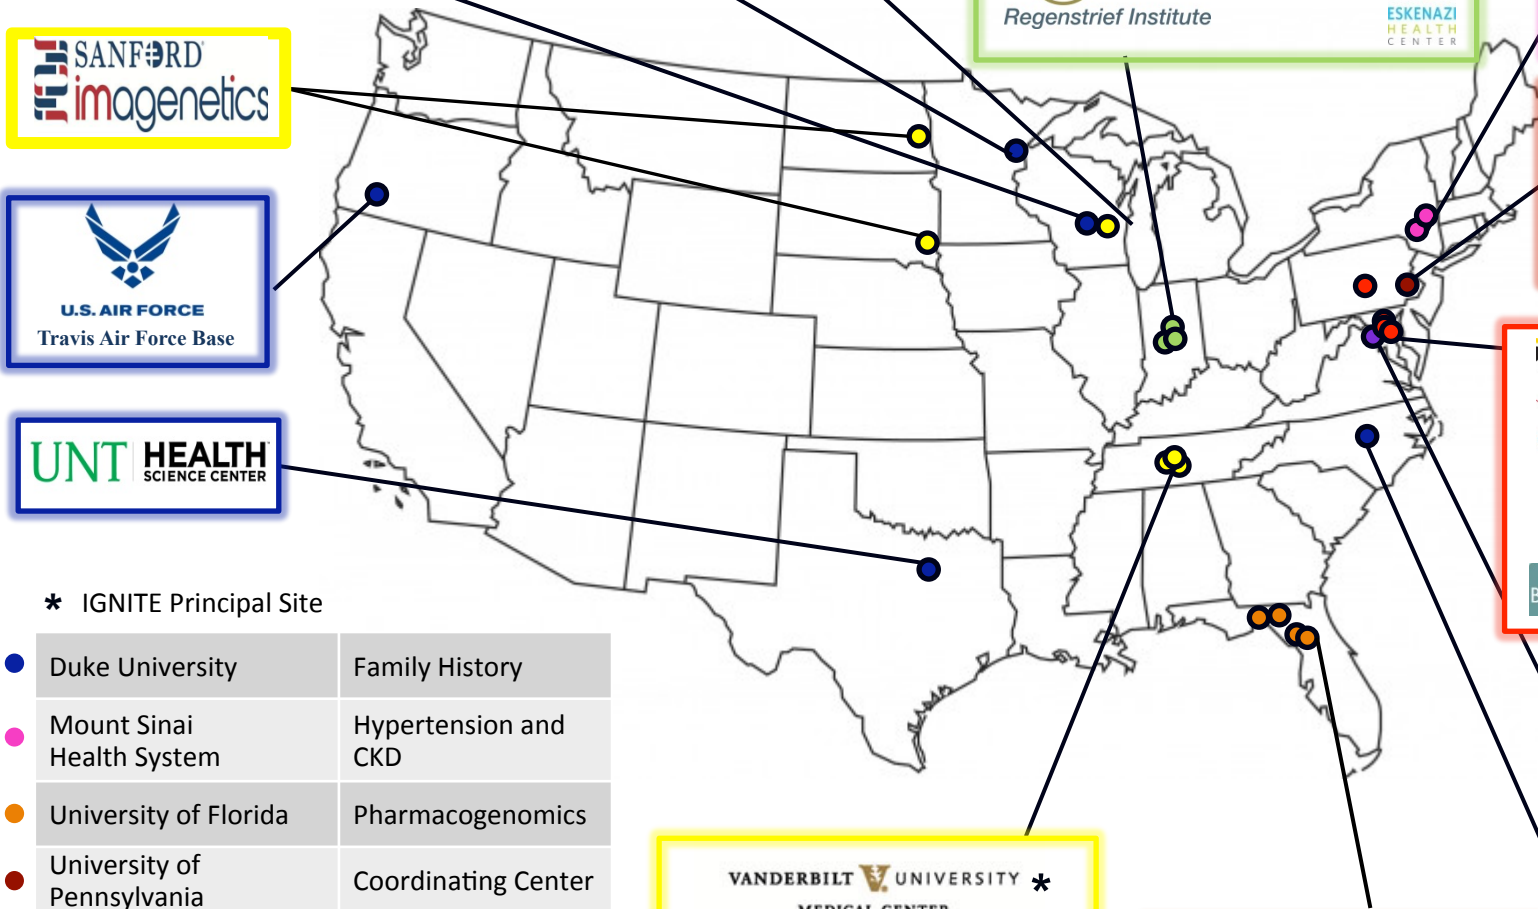 Regenstrief Institute
ESKENAZI
HEALTH
CENTER
SANFORD
imagenetics
U.S. AIR FORCE
Travis Air Force Base
UNT HEALTH
SCIENCE CENTER
* IGNITE Principal Site
Duke University Family History
Mount Sinai
Health System
Hypertension and
CKD
University of Florida Pharmacogenomics
University of
Pennsylvania
Coordinating Center
VANDERBILT UNIVERSITY *
MEDICAL CENTER